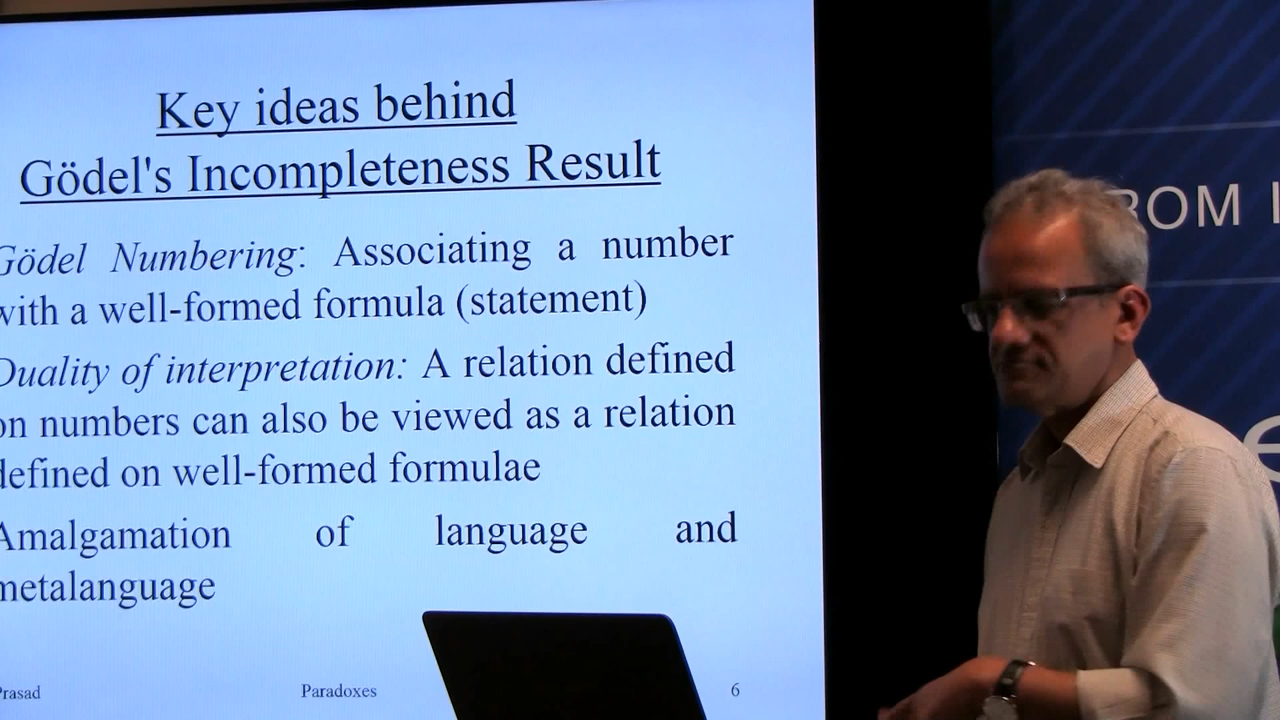 Key ideas behind
Gödel's Incompleteness Result
Gödel Numbering: Associating a number
with a well-formed formula (statement)
Duality of interpretation: A relation defined
on numbers can also be viewed as a relation
defined on well-formed formulae
Amalgamation of language and
metalanguage
Prasad
Paradoxes
6
ROM